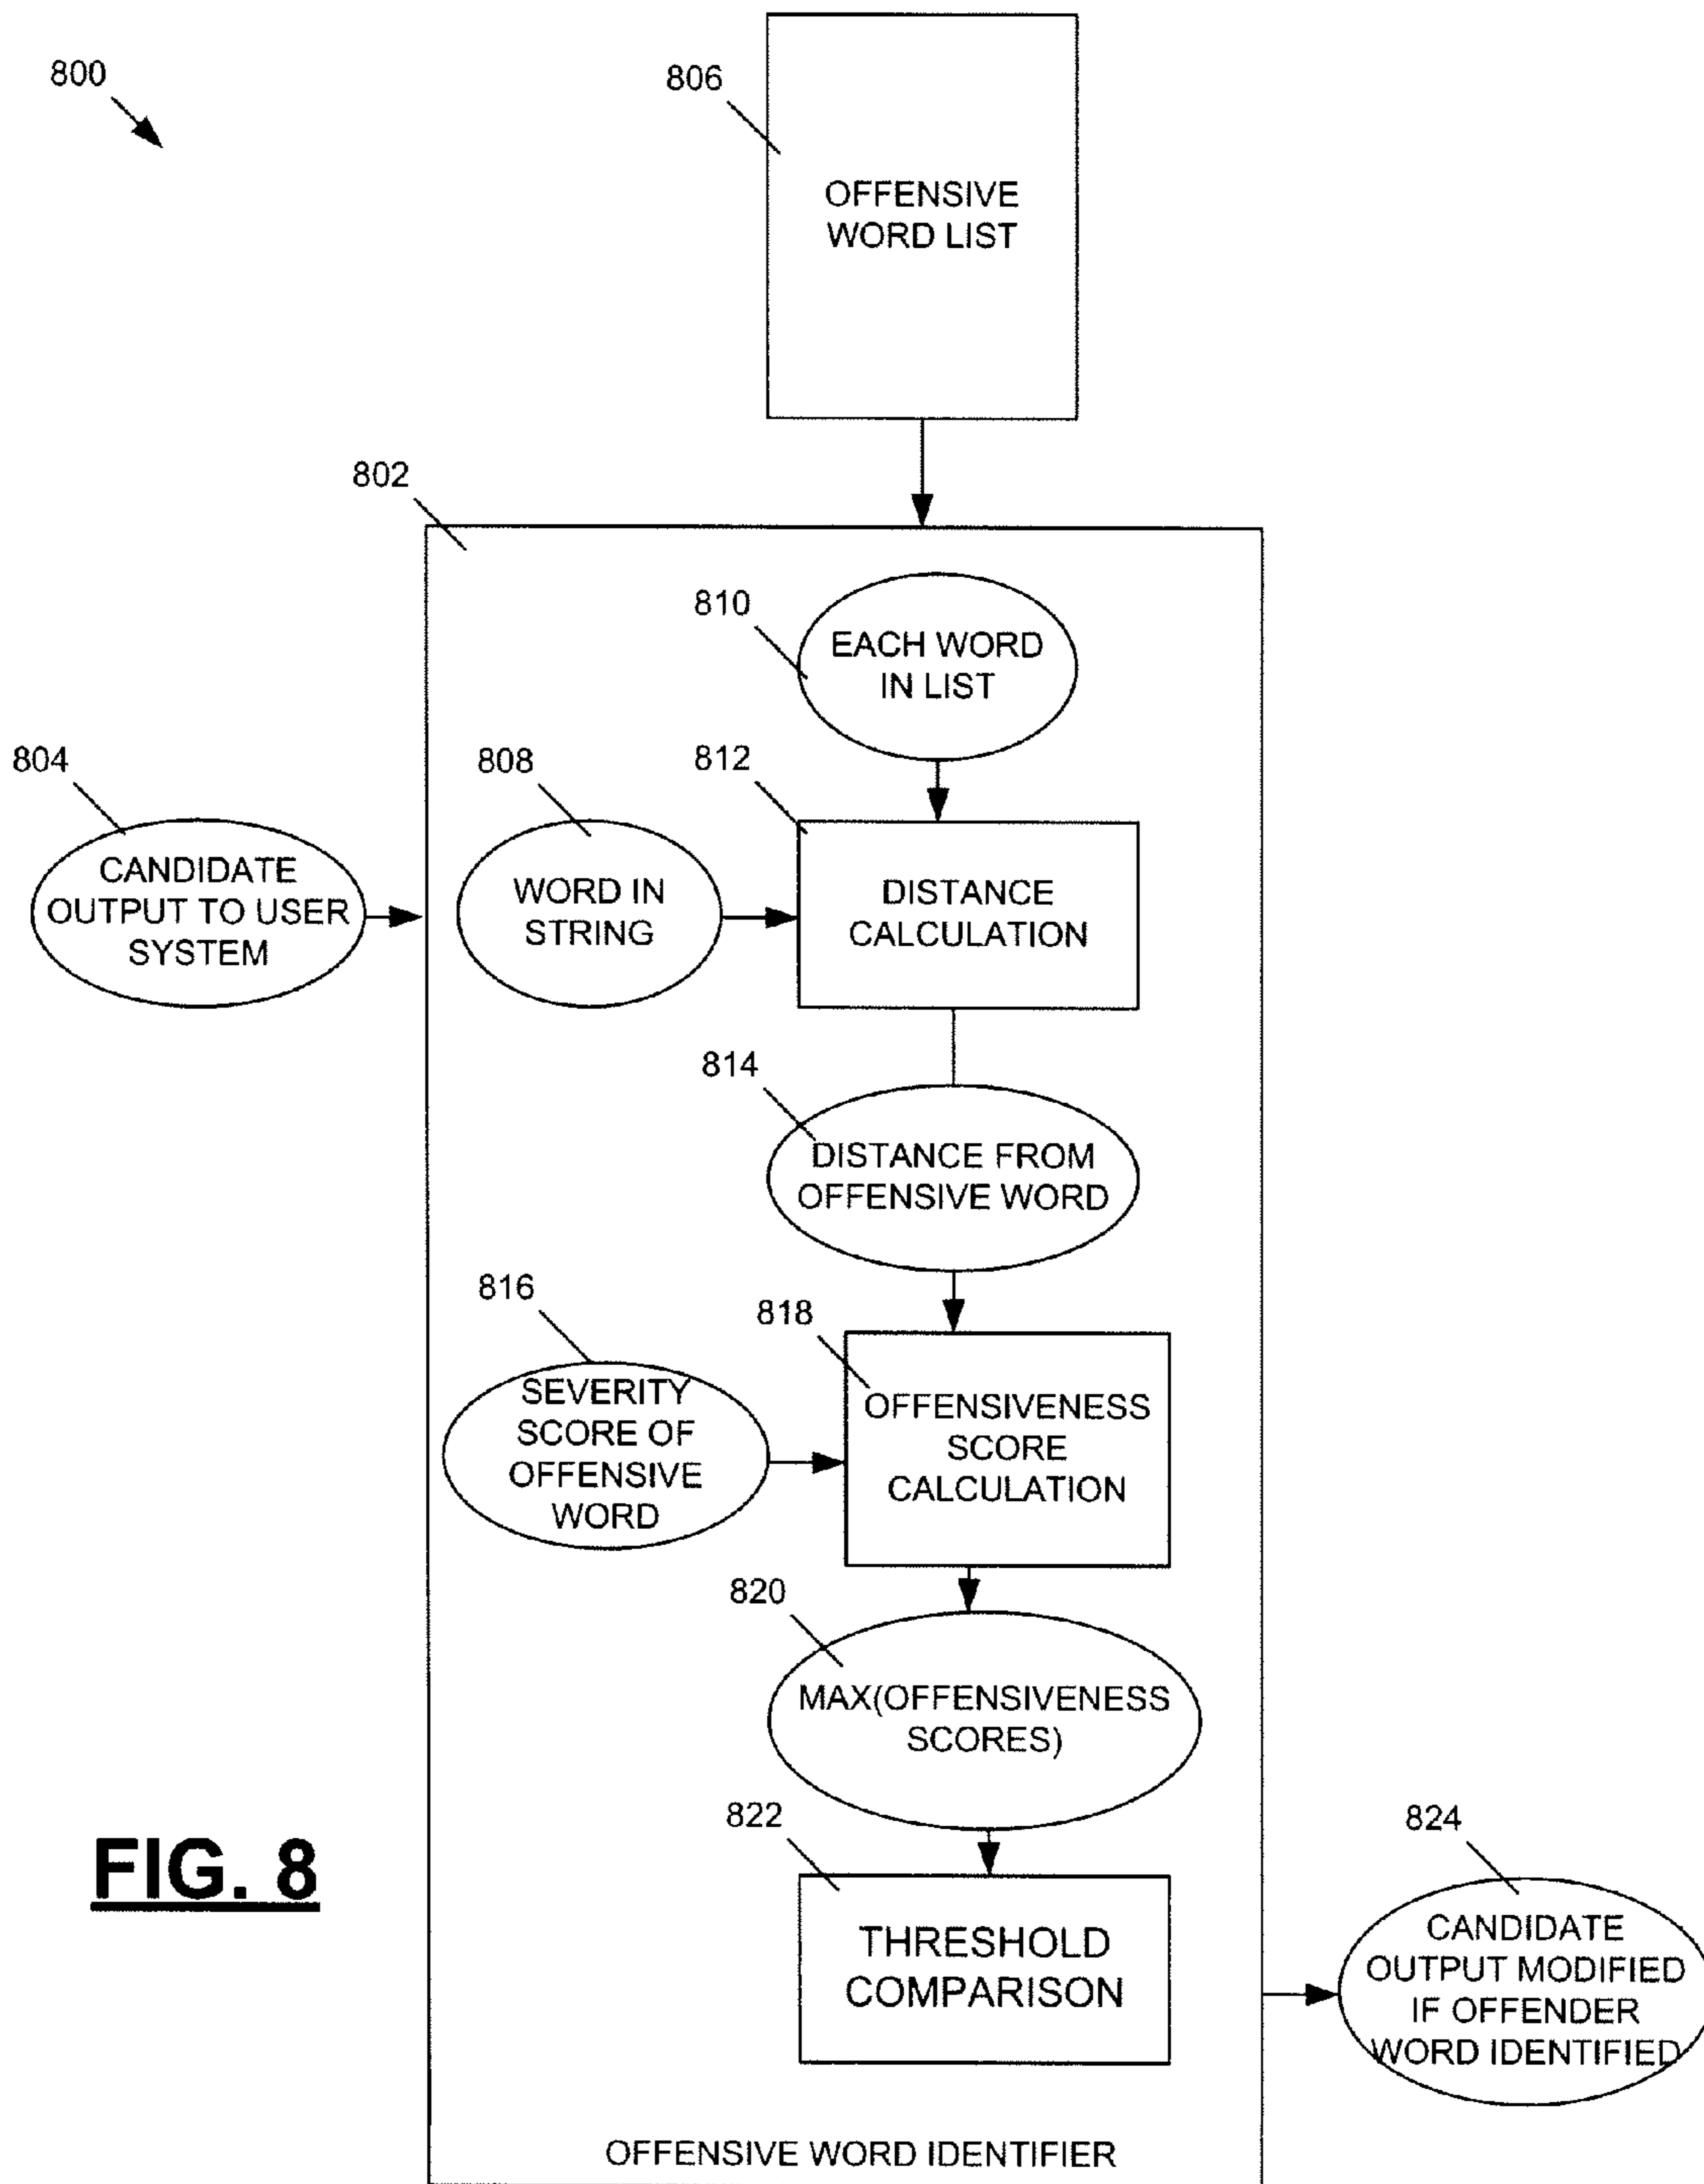 800
806
OFFENSIVE
WORD LIST
802
810
EACH WORD
IN LIST
804
CANDIDATE
OUTPUT TO USER
SYSTEM
808
WORD IN
STRING
812
DISTANCE
CALCULATION
814
DISTANCE FROM
OFFENSIVE WORD
816
SEVERITY
SCORE OF
OFFENSIVE
WORD
818
OFFENSIVENESS
SCORE
CALCULATION
820
MAX(OFFENSIVENESS
SCORES)
822
THRESHOLD
COMPARISON
824
CANDIDATE
OUTPUT MODIFIED
IF OFFENDER
WORD IDENTIFIED
FIG. 8
OFFENSIVE WORD IDENTIFIER